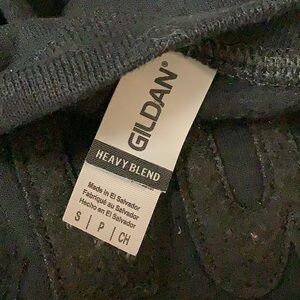 GILDAN®
HEAVY BLEND
Made in El Salvador
Fabriqué au Salvador
Hecho en El Salvador
S | P | CH